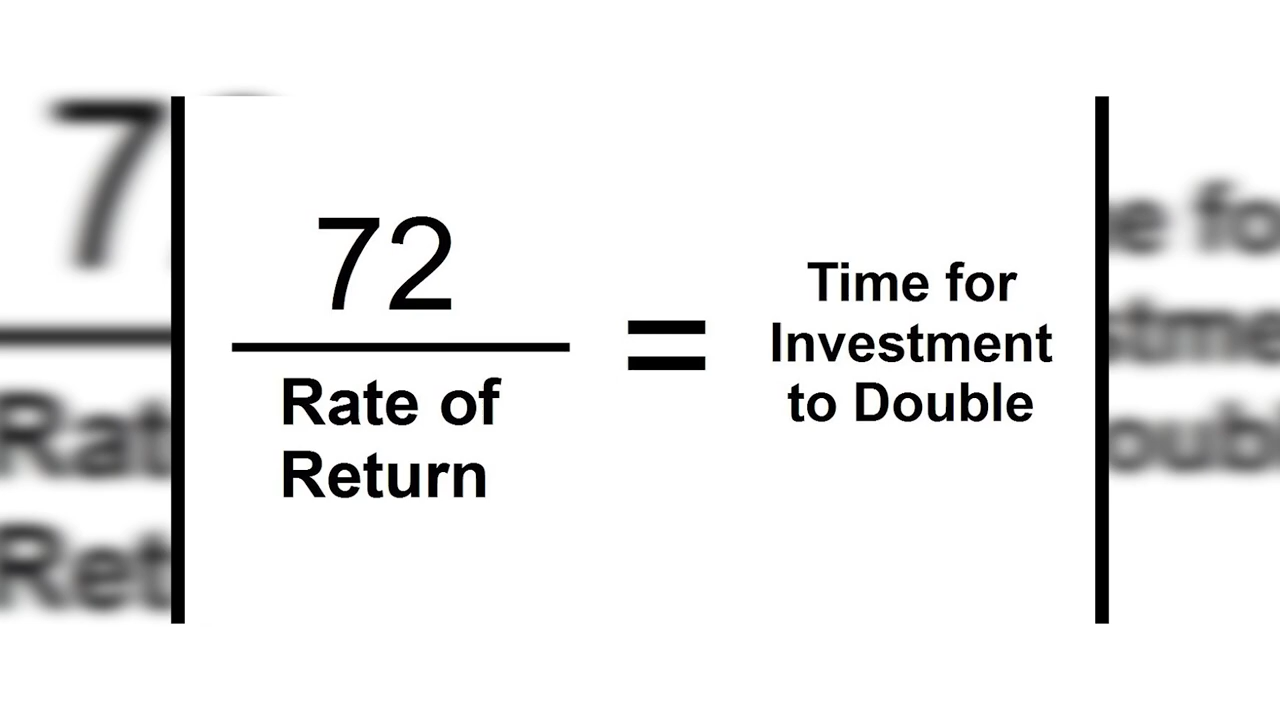 72
Rate of
Return
=
Time for
Investment
to Double